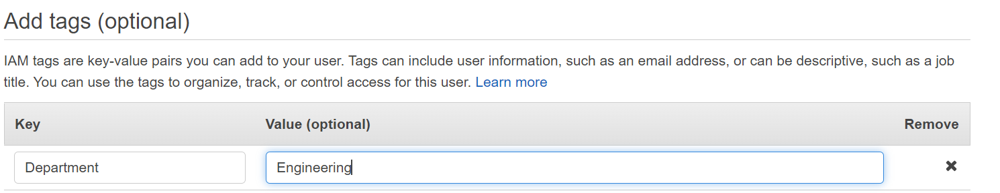 Add tags (optional)
IAM tags are key-value pairs you can add to your user. Tags can include user information, such as an email address, or can be descriptive, such as a job
title. You can use the tags to organize, track, or control access for this user. Learn more
Key Value (optional) Remove
Department Engineering